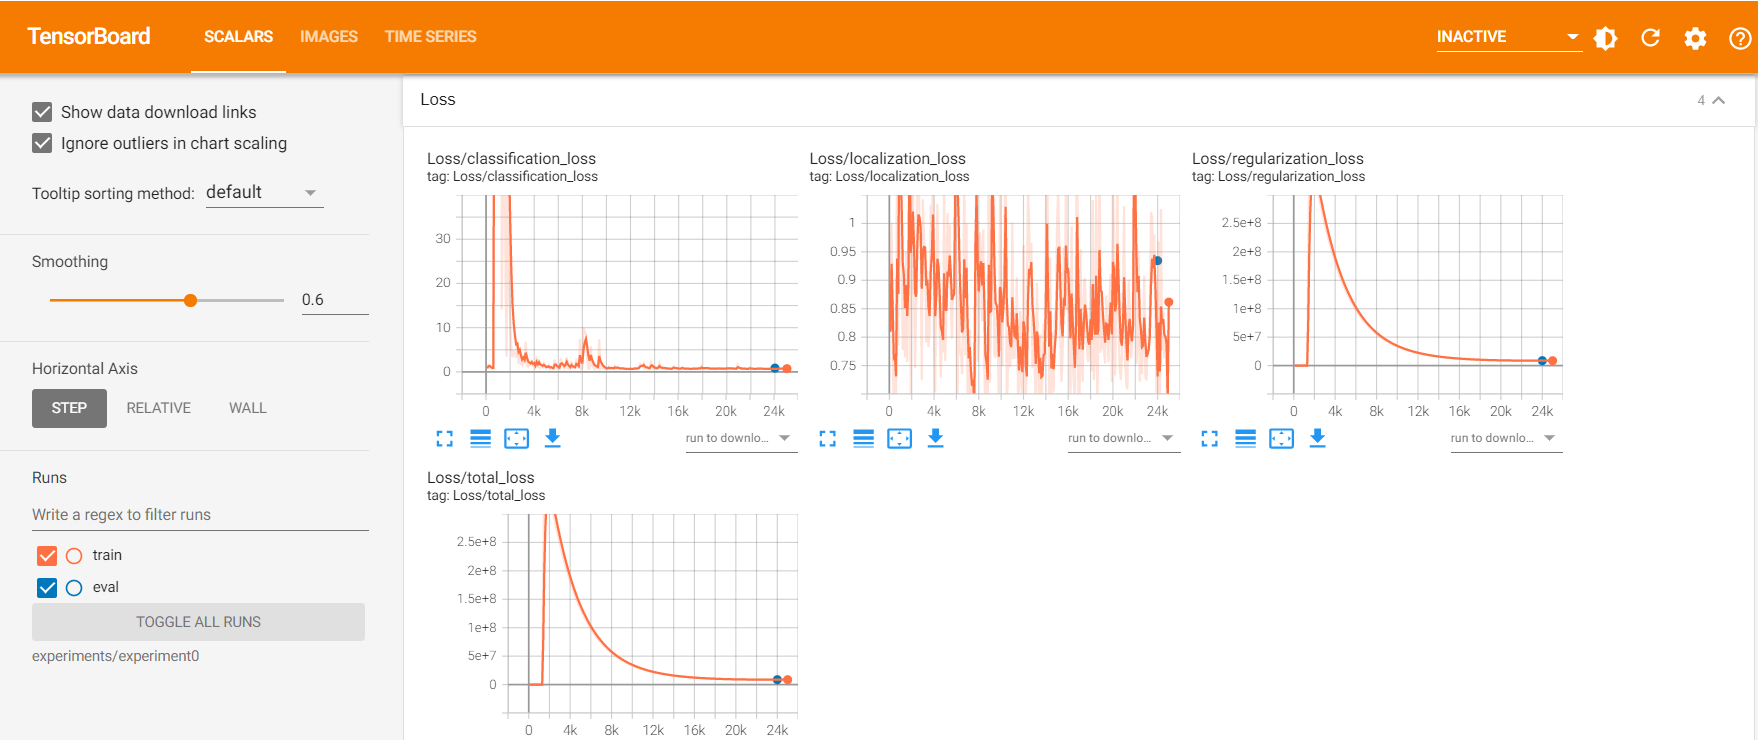 TensorBoard SCALARS IMAGES TIME SERIES INACTIVE
Show data download links
Ignore outliers in chart scaling
Tooltip sorting method: default
Smoothing
0.6
Horizontal Axis
STEP RELATIVE WALL
Runs
Write a regex to filter runs
train
eval
TOGGLE ALL RUNS
experiments/experiment0
Loss 4
Loss/classification_loss
tag: Loss/classification_loss
30
20
10
0
0 4k 8k 12k 16k 20k 24k
run to downlo...
Loss/localization_loss
tag: Loss/localization_loss
1
0.95
0.9
0.85
0.8
0.75
0 4k 8k 12k 16k 20k 24k
run to downlo...
Loss/regularization_loss
tag: Loss/regularization_loss
2.5e+8
2e+8
1.5e+8
1e+8
5e+7
0
0 4k 8k 12k 16k 20k 24k
run to downlo...
Loss/total_loss
tag: Loss/total_loss
2.5e+8
2e+8
1.5e+8
1e+8
5e+7
0
0 4k 8k 12k 16k 20k 24k